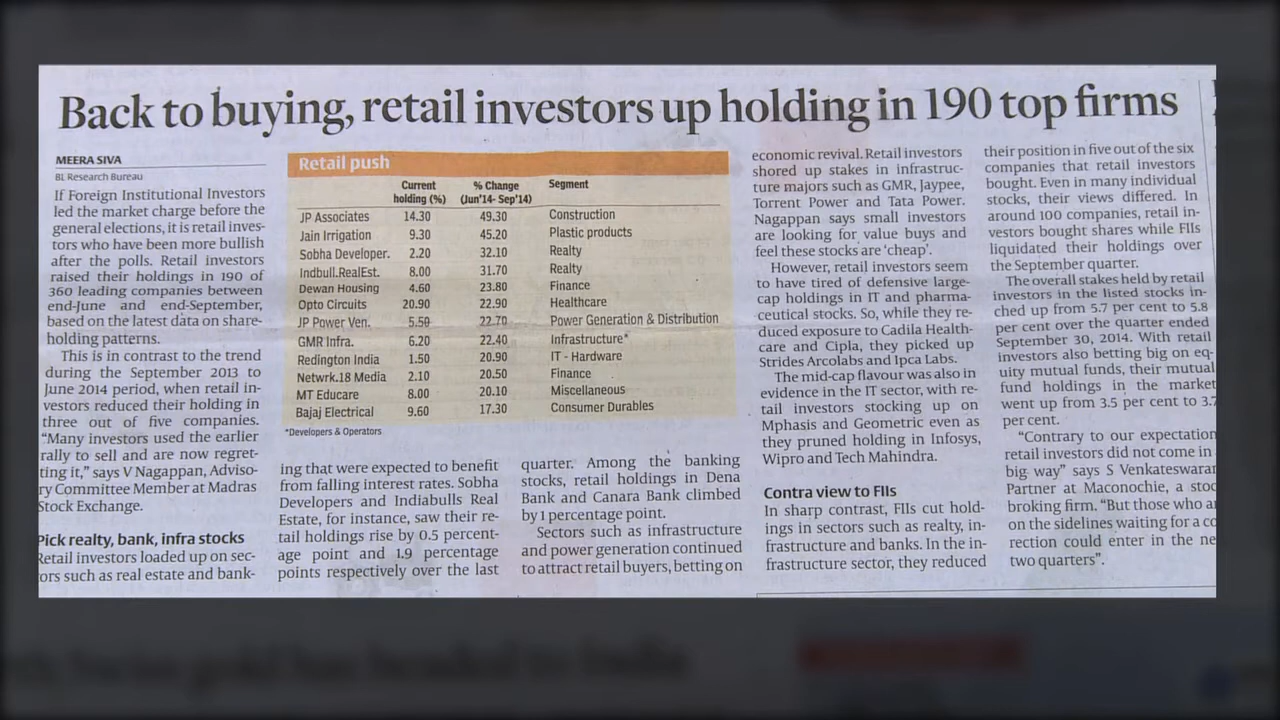 Back to buying, retail investors up holding in 190 top firms
MEERA SIVA
BL Research Bureau
If Foreign Institutional Investors
led the market charge before the
general elections, it is retail inves-
tors who have been more bullish
after the polls. Retail investors
raised their holdings in 190 of
360 leading companies between
end-June and end-September,
based on the latest data on share-
holding patterns.
This is in contrast to the trend
during the September 2013 to
June 2014 period, when retail in-
vestors reduced their holding in
three out of five companies.
"Many investors used the earlier
rally to sell and are now regret-
ting it," says V Nagappan, Adviso-
ry Committee Member at Madras
Stock Exchange.
Pick realty, bank, infra stocks
Retail investors loaded up on sec-
tors such as real estate and bank-
Retail push
Current holding (%) % Change (Jun'14- Sep'14) Segment
JP Associates 14.30 49.30 Construction
Jain Irrigation 9.30 45.20 Plastic products
Sobha Developer. 2.20 32.10 Realty
Indbull.RealEst. 8.00 31.70 Realty
Dewan Housing 4.60 23.80 Finance
Opto Circuits 20.90 22.90 Healthcare
JP Power Ven. 5.50 22.70 Power Generation & Distribution
GMR Infra. 6.20 22.40 Infrastructure*
Redington India 1.50 20.90 IT - Hardware
Netwrk.18 Media 2.10 20.50 Finance
MT Educare 8.00 20.10 Miscellaneous
Bajaj Electrical 9.60 17.30 Consumer Durables
*Developers & Operators
ing that were expected to benefit
from falling interest rates. Sobha
Developers and Indiabulls Real
Estate, for instance, saw their re-
tail holdings rise by 0.5 percent-
age point and 1.9 percentage
points respectively over the last
quarter. Among the banking
stocks, retail holdings in Dena
Bank and Canara Bank climbed
by 1 percentage point.
Sectors such as infrastructure
and power generation continued
to attract retail buyers, betting on
economic revival. Retail investors
shored up stakes in infrastruc-
ture majors such as GMR, Jaypee,
Torrent Power and Tata Power.
Nagappan says small investors
are looking for value buys and
feel these stocks are 'cheap'.
However, retail investors seem
to have tired of defensive large-
cap holdings in IT and pharma-
ceutical stocks. So, while they re-
duced exposure to Cadila Health-
care and Cipla, they picked up
Strides Arcolabs and Ipca Labs.
The mid-cap flavour was also in
evidence in the IT sector, with re-
tail investors stocking up on
Mphasis and Geometric even as
they pruned holding in Infosys,
Wipro and Tech Mahindra.
Contra view to FIIs
In sharp contrast, FIIs cut hold-
ings in sectors such as realty, in-
frastructure and banks. In the in-
frastructure sector, they reduced
their position in five out of the six
companies that retail investors
bought. Even in many individual
stocks, their views differed. In
around 100 companies, retail in-
vestors bought shares while FIIs
liquidated their holdings over
the September quarter.
The overall stakes held by retail
investors in the listed stocks in-
ched up from 5.7 per cent to 5.8
per cent over the quarter ended
September 30, 2014. With retail
investors also betting big on eq-
uity mutual funds, their mutual
fund holdings in the market
went up from 3.5 per cent to 3.7
per cent.
"Contrary to our expectation
retail investors did not come in
big way" says S Venkateswaran
Partner at Maconochie, a stoc
broking firm. "But those who a
on the sidelines waiting for a co
rection could enter in the ne
two quarters".